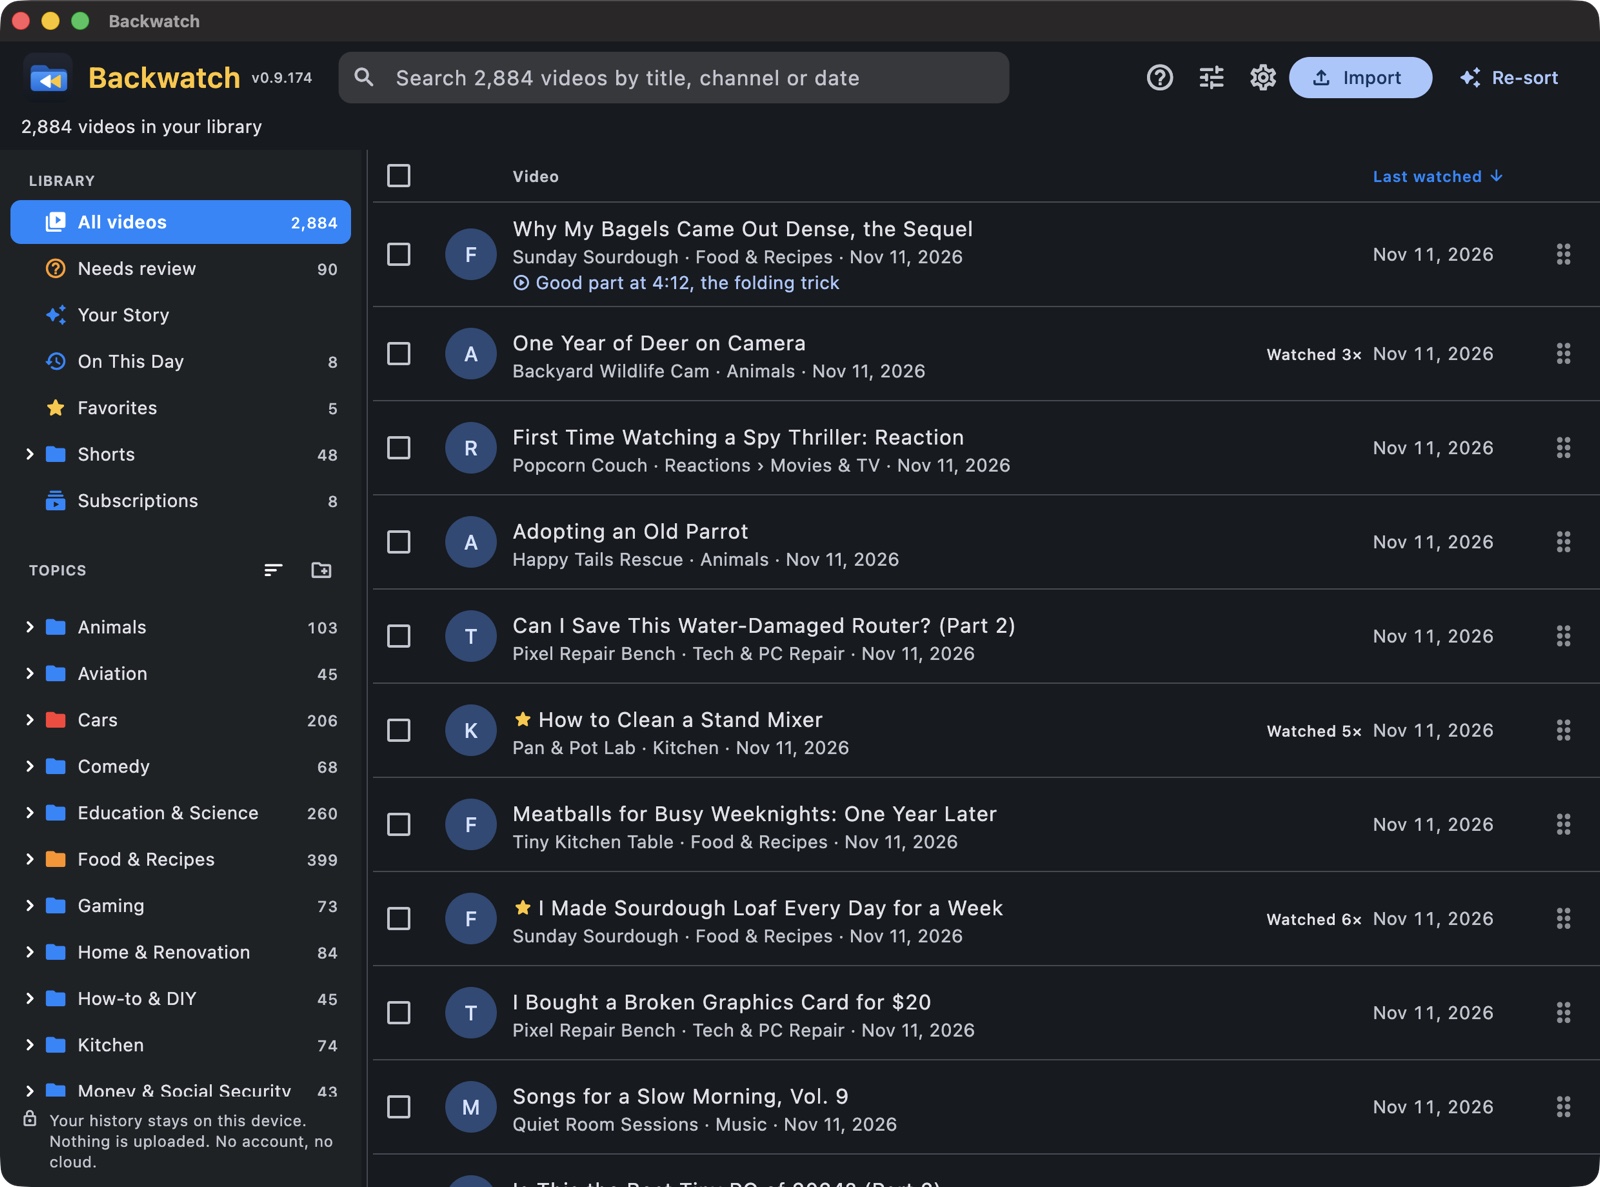 Backwatch
Backwatch v0.9.174
Search 2,884 videos by title, channel or date
Import
Re-sort
2,884 videos in your library
LIBRARY
All videos 2,884
Needs review 90
Your Story
On This Day 8
Favorites 5
Shorts 48
Subscriptions 8
TOPICS
Animals 103
Aviation 45
Cars 206
Comedy 68
Education & Science 260
Food & Recipes 399
Gaming 73
Home & Renovation 84
How-to & DIY 45
Kitchen 74
Money & Social Security 43
Your history stays on this device.
Nothing is uploaded. No account, no
cloud.
Video Last watched ↓
F
Why My Bagels Came Out Dense, the Sequel
Sunday Sourdough · Food & Recipes · Nov 11, 2026
Good part at 4:12, the folding trick
Nov 11, 2026
A
One Year of Deer on Camera
Backyard Wildlife Cam · Animals · Nov 11, 2026
Watched 3× Nov 11, 2026
R
First Time Watching a Spy Thriller: Reaction
Popcorn Couch · Reactions › Movies & TV · Nov 11, 2026
Nov 11, 2026
A
Adopting an Old Parrot
Happy Tails Rescue · Animals · Nov 11, 2026
Nov 11, 2026
T
Can I Save This Water-Damaged Router? (Part 2)
Pixel Repair Bench · Tech & PC Repair · Nov 11, 2026
Nov 11, 2026
K
How to Clean a Stand Mixer
Pan & Pot Lab · Kitchen · Nov 11, 2026
Watched 5× Nov 11, 2026
F
Meatballs for Busy Weeknights: One Year Later
Tiny Kitchen Table · Food & Recipes · Nov 11, 2026
Nov 11, 2026
F
I Made Sourdough Loaf Every Day for a Week
Sunday Sourdough · Food & Recipes · Nov 11, 2026
Watched 6× Nov 11, 2026
T
I Bought a Broken Graphics Card for $20
Pixel Repair Bench · Tech & PC Repair · Nov 11, 2026
Nov 11, 2026
M
Songs for a Slow Morning, Vol. 9
Quiet Room Sessions · Music · Nov 11, 2026
Nov 11, 2026